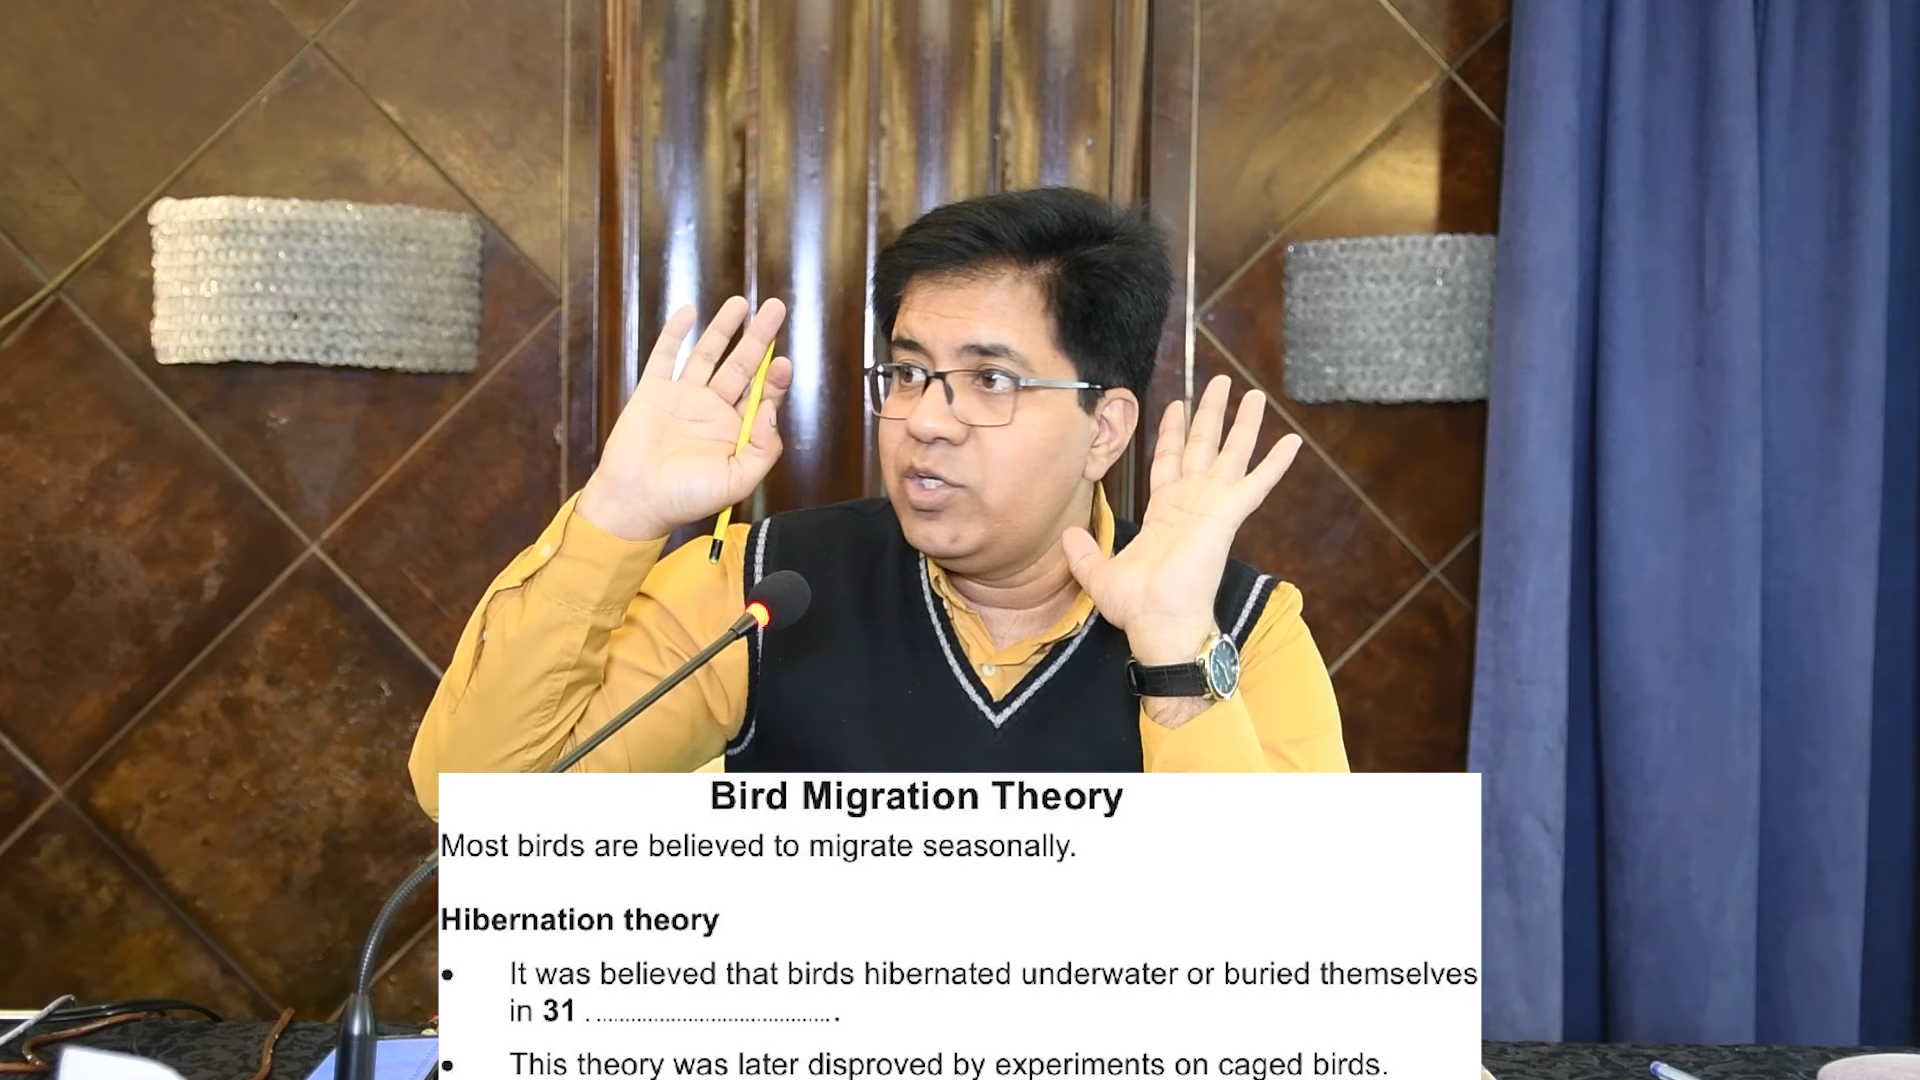 Bird Migration Theory
Most birds are believed to migrate seasonally.
Hibernation theory
• It was believed that birds hibernated underwater or buried themselves
in 31 ........................................ .
• This theory was later disproved by experiments on caged birds.